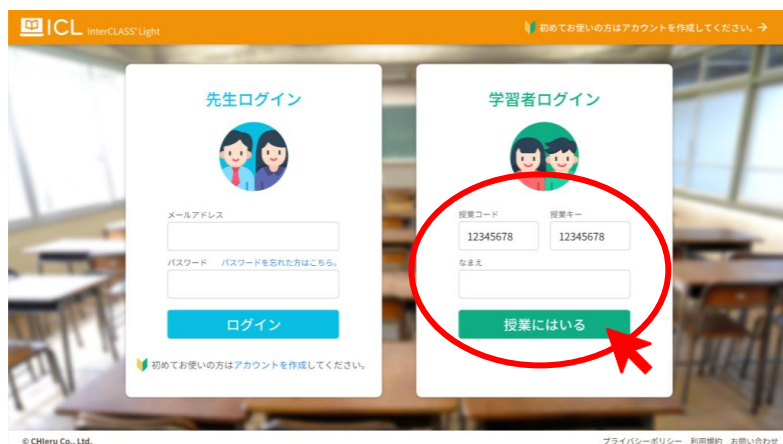 ICL InterCLASS®Light
初めてお使いの方はアカウントを作成してください。→
先生ログイン
メールアドレス
パスワード パスワードを忘れた方はこちら。
ログイン
初めてお使いの方はアカウントを作成してください。
学習者ログイン
授業コード 授業キー
12345678 12345678
なまえ
授業にはいる
© CHIeru Co., Ltd.
プライバシーポリシー 利用規約 お問い合わせ